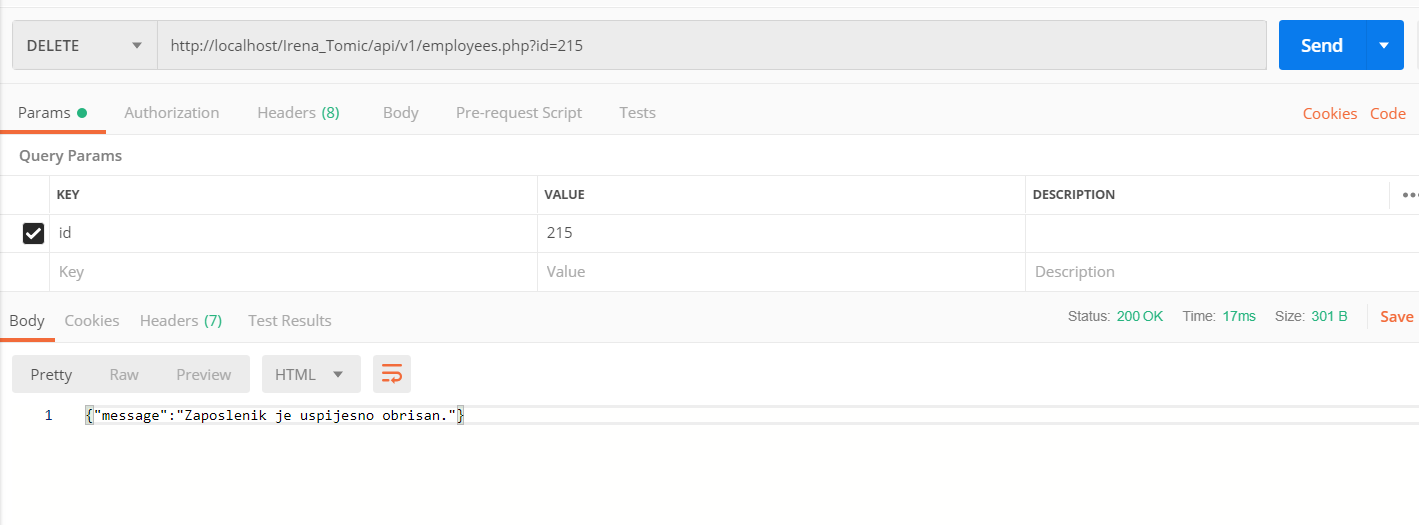 DELETE http://localhost/Irena_Tomic/api/v1/employees.php?id=215 Send
Params Authorization Headers (8) Body Pre-request Script Tests Cookies Code
Query Params
KEY VALUE DESCRIPTION
id 215
Key Value Description
Body Cookies Headers (7) Test Results Status: 200 OK Time: 17ms Size: 301 B Save
Pretty Raw Preview HTML
1 {"message":"Zaposlenik je uspijesno obrisan."}